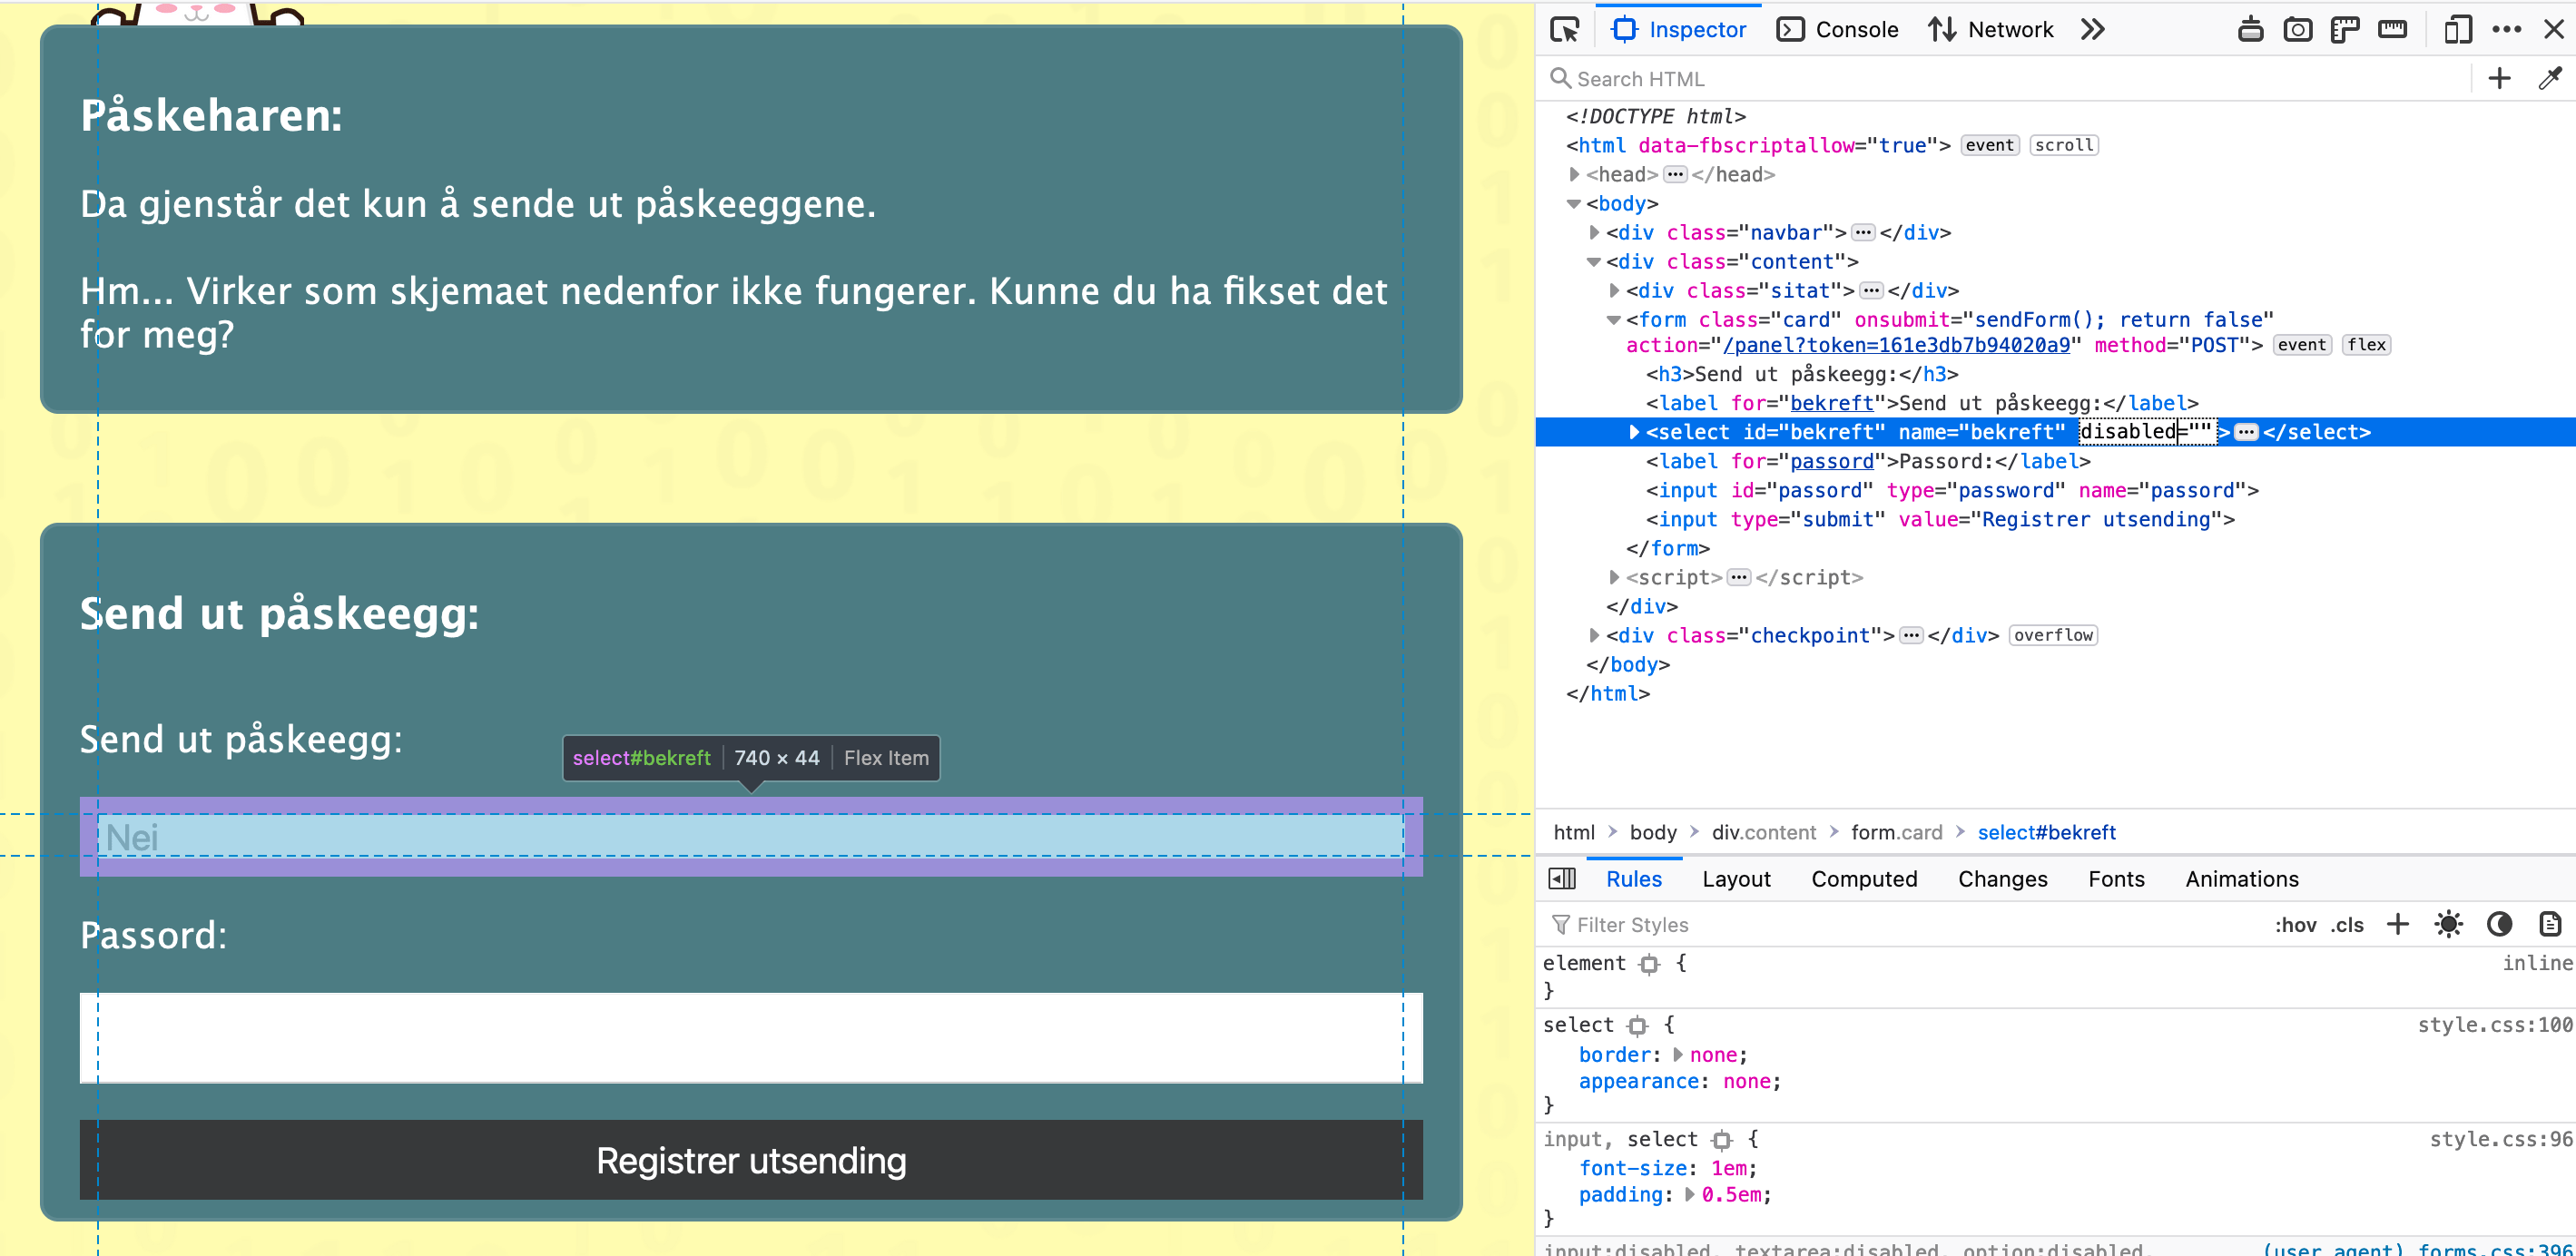 Påskeharen:
Da gjenstår det kun å sende ut påskeeggene.
Hm... Virker som skjemaet nedenfor ikke fungerer. Kunne du ha fikset det
for meg?
Send ut påskeegg:
Send ut påskeegg:
select#bekreft 740 × 44 Flex Item
Nei
Passord:
Registrer utsending
Inspector Console Network
Search HTML
<!DOCTYPE html>
<html data-fbscriptallow="true"> event scroll
<head> ··· </head>
<body>
<div class="navbar"> ··· </div>
<div class="content">
<div class="sitat"> ··· </div>
<form class="card" onsubmit="sendForm(); return false"
action="/panel?token=161e3db7b94020a9" method="POST"> event flex
<h3>Send ut påskeegg:</h3>
<label for="bekreft">Send ut påskeegg:</label>
<select id="bekreft" name="bekreft" disabled=""> ··· </select>
<label for="passord">Passord:</label>
<input id="passord" type="password" name="passord">
<input type="submit" value="Registrer utsending">
</form>
<script> ··· </script>
</div>
<div class="checkpoint"> ··· </div> overflow
</body>
</html>
html > body > div.content > form.card > select#bekreft
Rules Layout Computed Changes Fonts Animations
Filter Styles :hov .cls
element { inline
}
select { style.css:100
border: none;
appearance: none;
}
input, select { style.css:96
font-size: 1em;
padding: 0.5em;
}
input:disabled, textarea:disabled, option:disabled, (user agent) forms.css:396